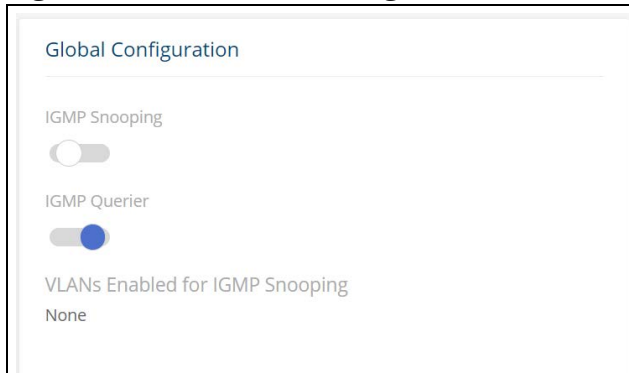 Global Configuration
IGMP Snooping
IGMP Querier
VLANs Enabled for IGMP Snooping
None